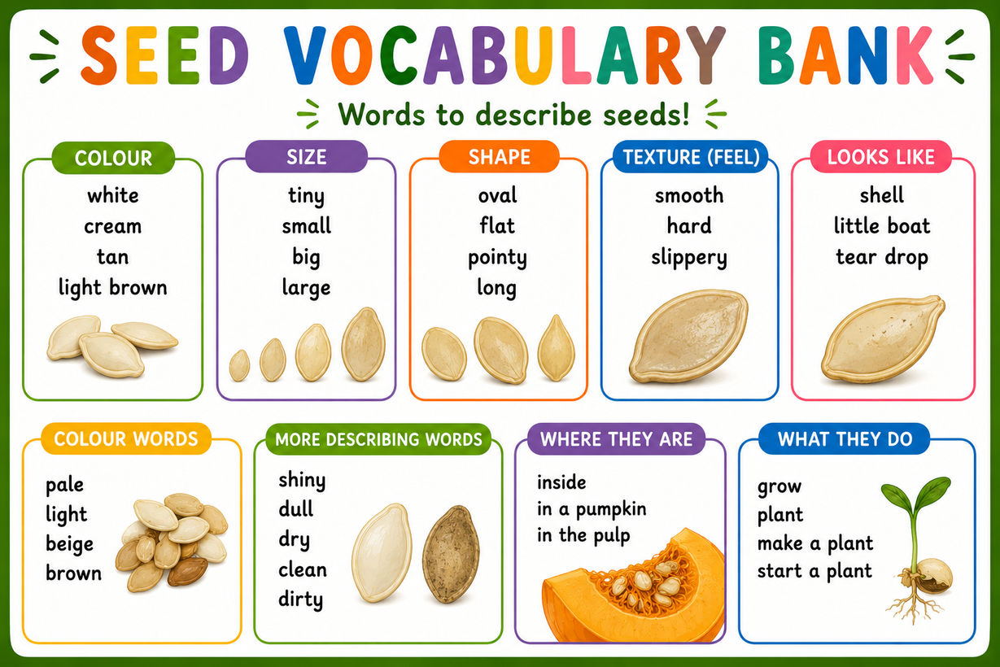 SEED VOCABULARY BANK
Words to describe seeds!
COLOUR
white
cream
tan
light brown
SIZE
tiny
small
big
large
SHAPE
oval
flat
pointy
long
TEXTURE (FEEL)
smooth
hard
slippery
LOOKS LIKE
shell
little boat
tear drop
COLOUR WORDS
pale
light
beige
brown
MORE DESCRIBING WORDS
shiny
dull
dry
clean
dirty
WHERE THEY ARE
inside
in a pumpkin
in the pulp
WHAT THEY DO
grow
plant
make a plant
start a plant